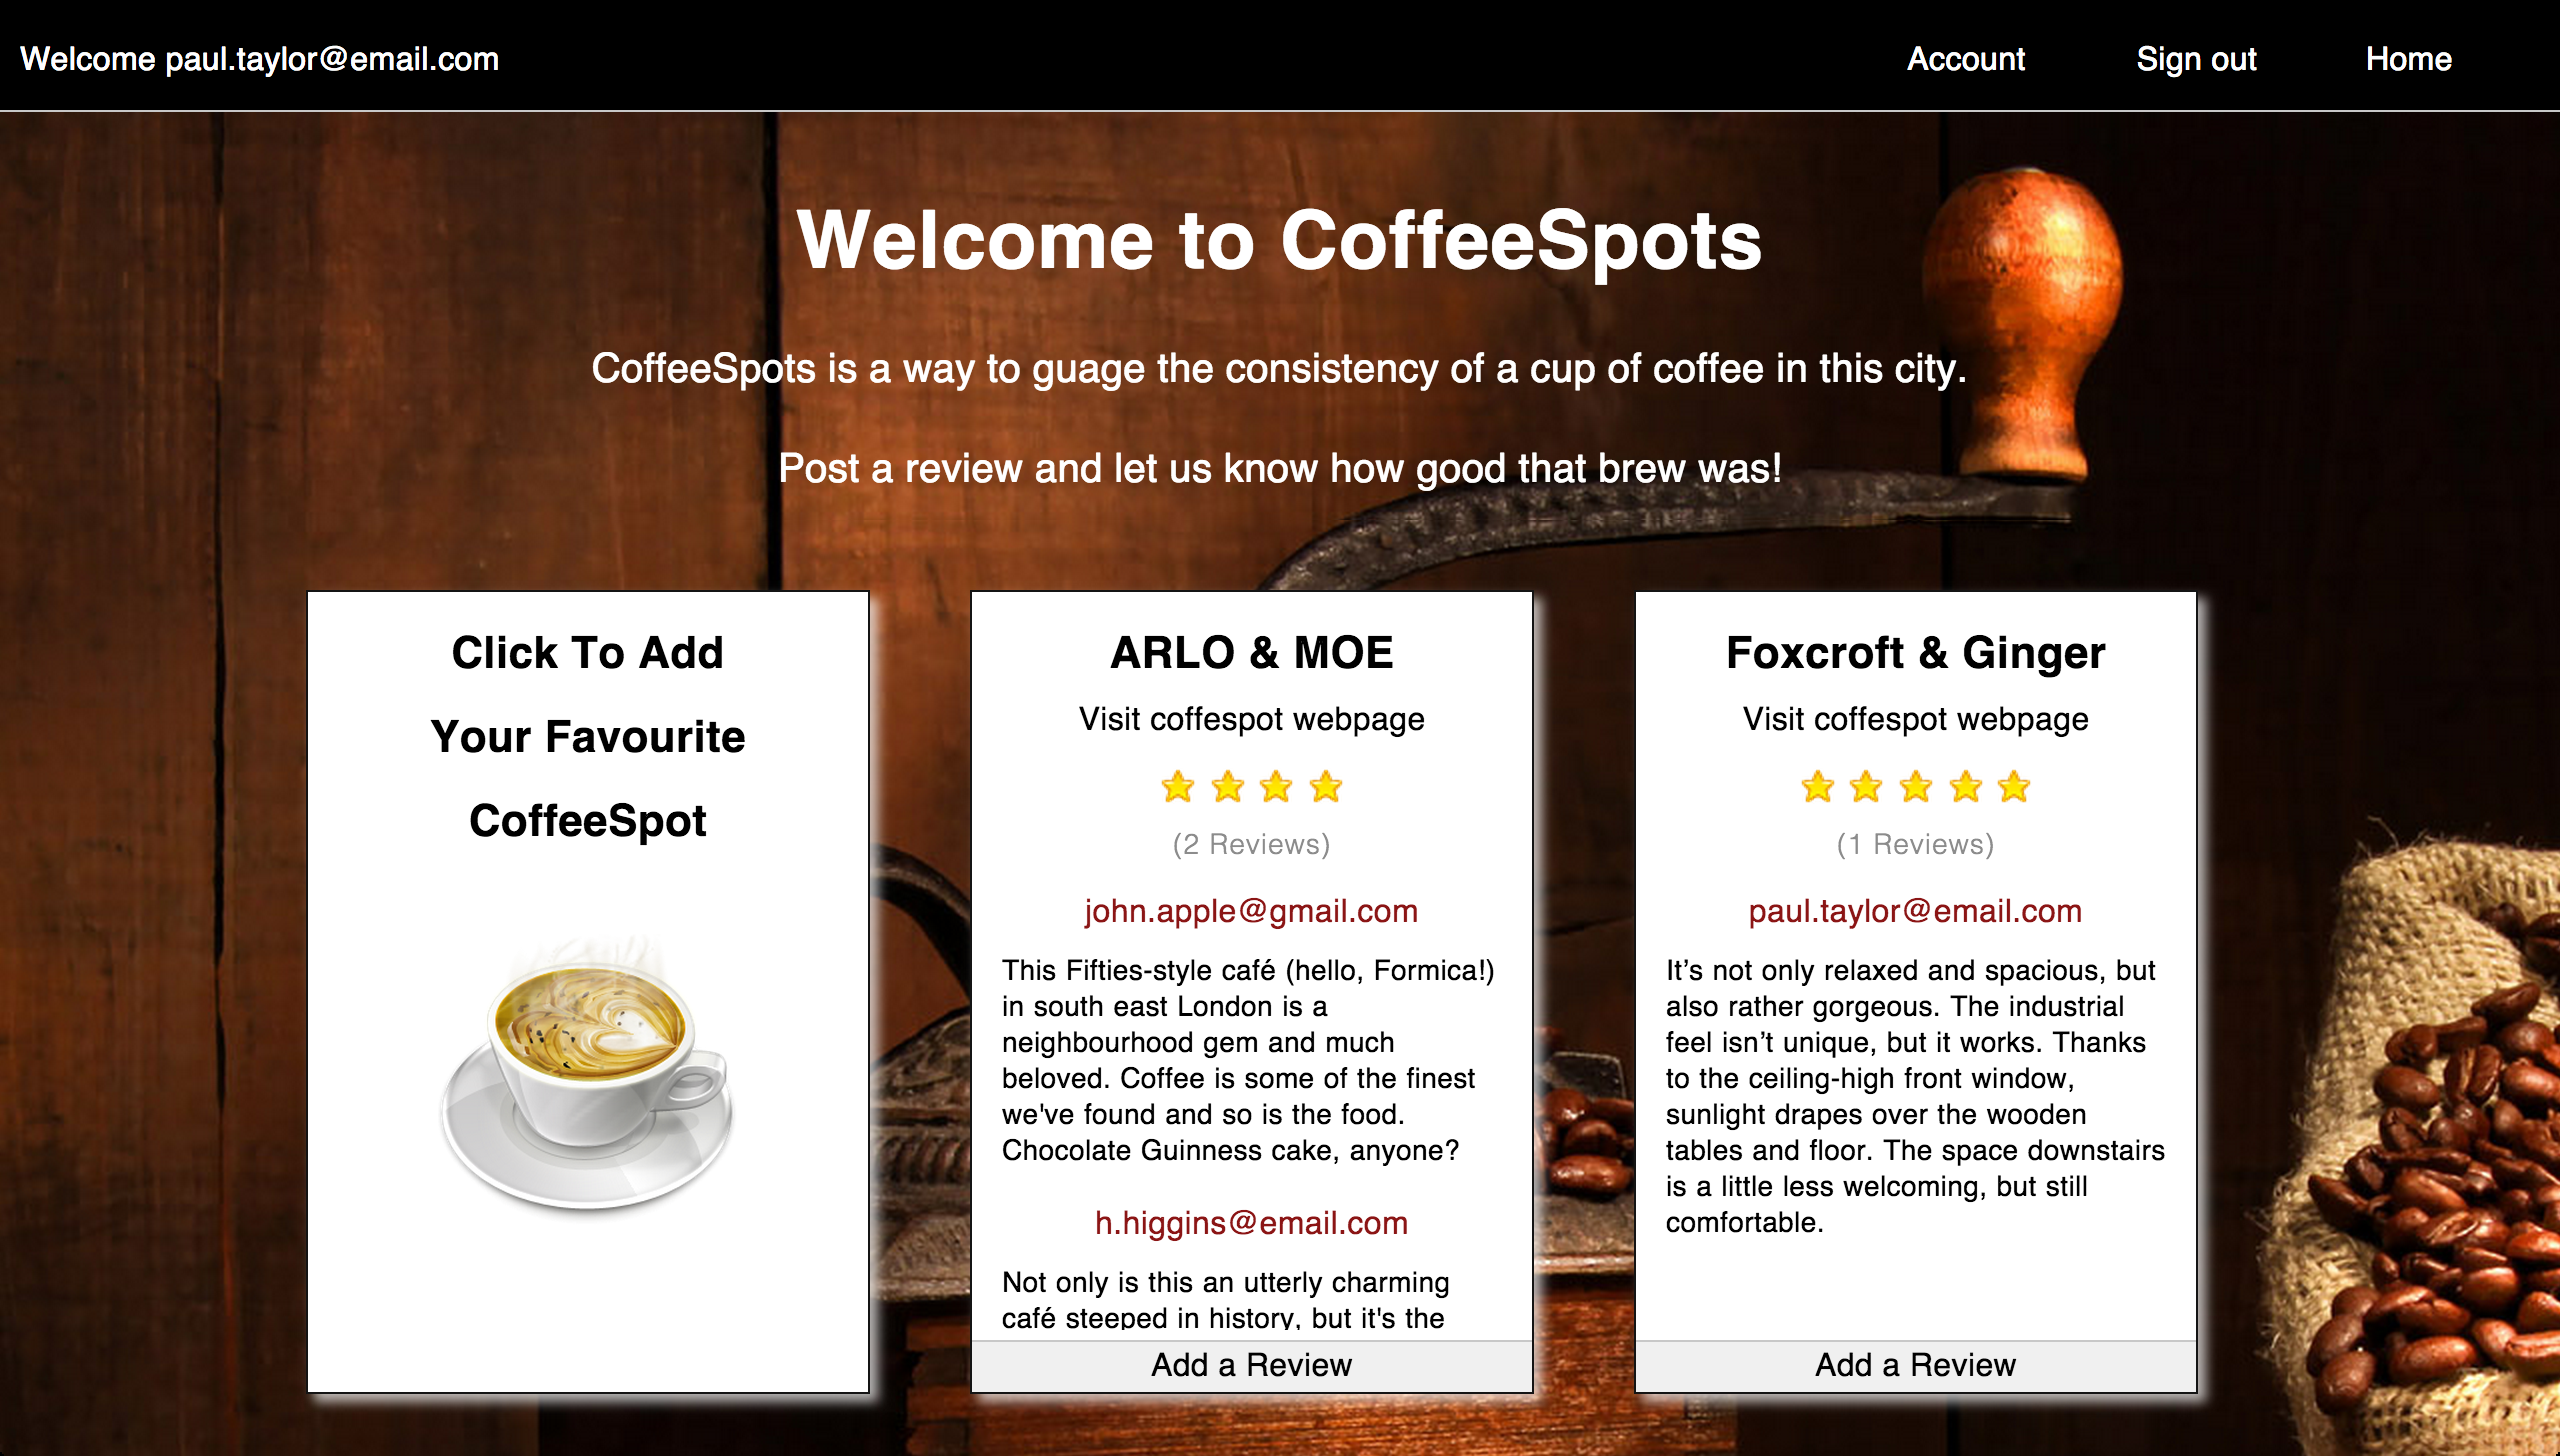 Welcome paul.taylor@email.com
Account
Sign out
Home
Welcome to CoffeeSpots
CoffeeSpots is a way to guage the consistency of a cup of coffee in this city.
Post a review and let us know how good that brew was!
Click To Add
Your Favourite
CoffeeSpot
ARLO & MOE
Visit coffespot webpage
(2 Reviews)
john.apple@gmail.com
This Fifties-style café (hello, Formica!)
in south east London is a
neighbourhood gem and much
beloved. Coffee is some of the finest
we've found and so is the food.
Chocolate Guinness cake, anyone?
h.higgins@email.com
Not only is this an utterly charming
café steeped in history, but it's the
Add a Review
Foxcroft & Ginger
Visit coffespot webpage
(1 Reviews)
paul.taylor@email.com
It’s not only relaxed and spacious, but
also rather gorgeous. The industrial
feel isn’t unique, but it works. Thanks
to the ceiling-high front window,
sunlight drapes over the wooden
tables and floor. The space downstairs
is a little less welcoming, but still
comfortable.
Add a Review